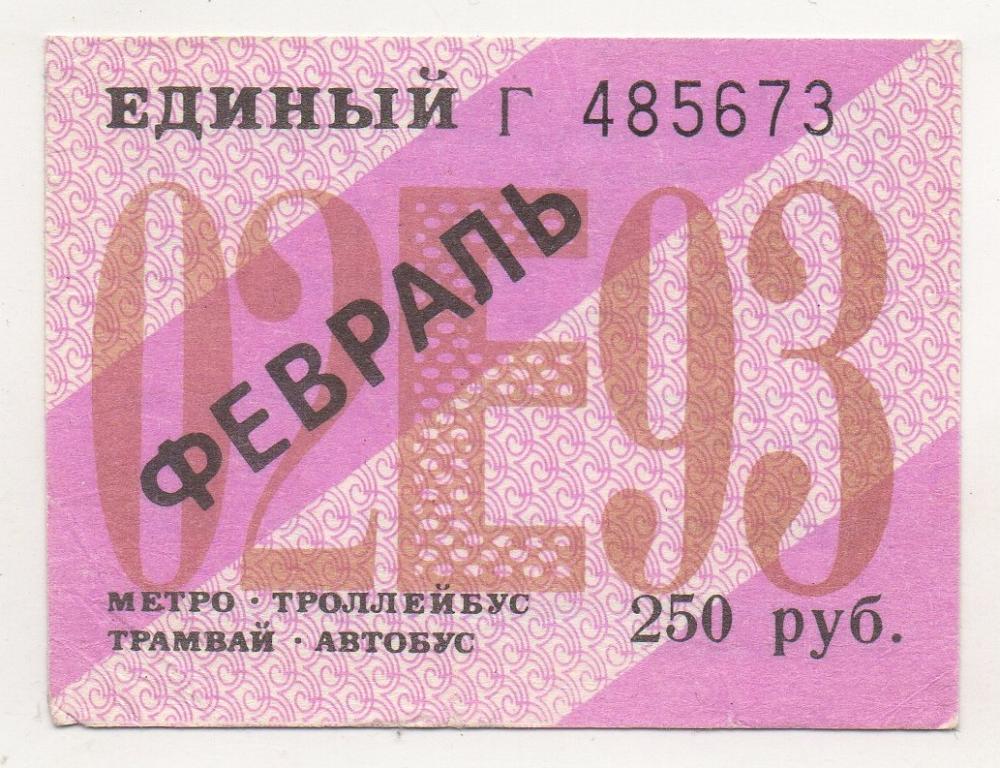 ЕДИНЫЙ Г 485673
02Е93
ФЕВРАЛЬ
МЕТРО · ТРОЛЛЕЙБУС
ТРАМВАЙ · АВТОБУС
250 руб.